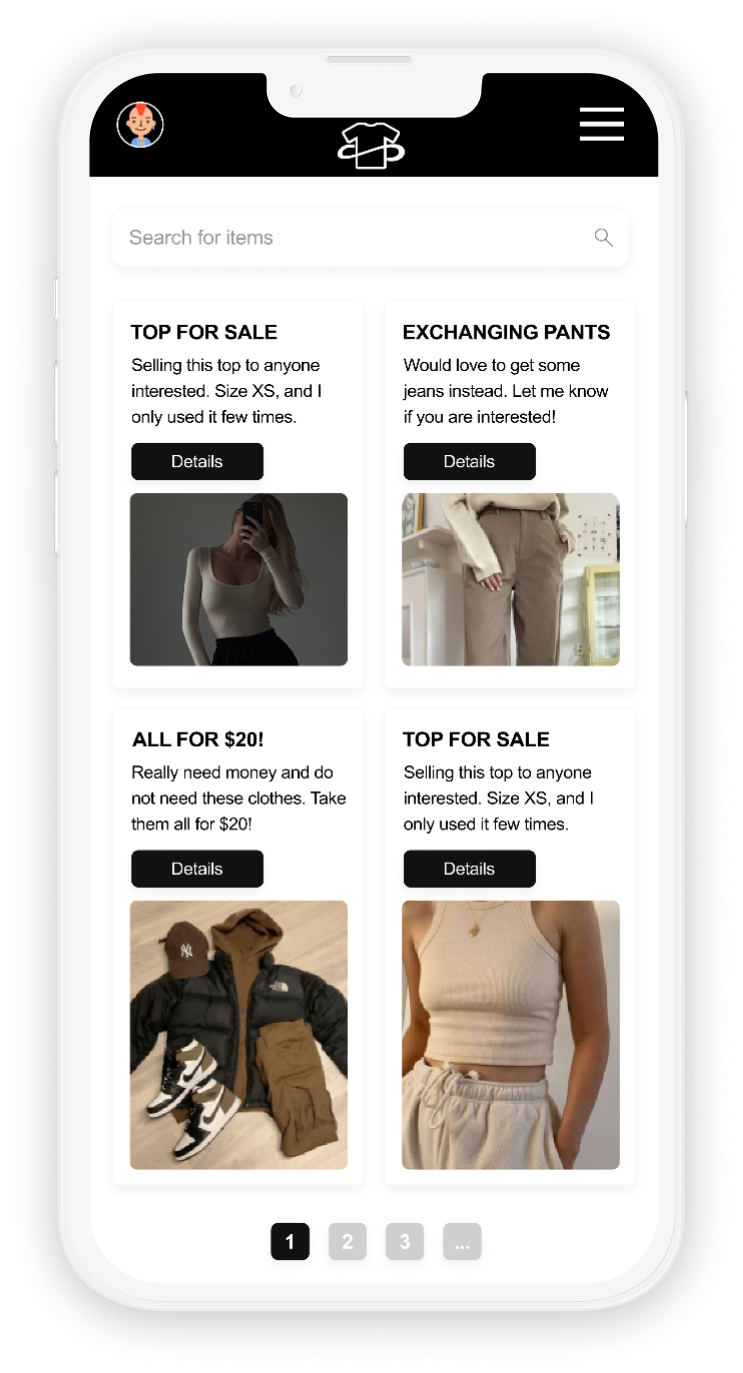 Search for items
TOP FOR SALE
Selling this top to anyone
interested. Size XS, and I
only used it few times.
Details
EXCHANGING PANTS
Would love to get some
jeans instead. Let me know
if you are interested!
Details
ALL FOR $20!
Really need money and do
not need these clothes. Take
them all for $20!
Details
NY
THE
NORTH
FACE
TOP FOR SALE
Selling this top to anyone
interested. Size XS, and I
only used it few times.
Details
1 2 3 ...